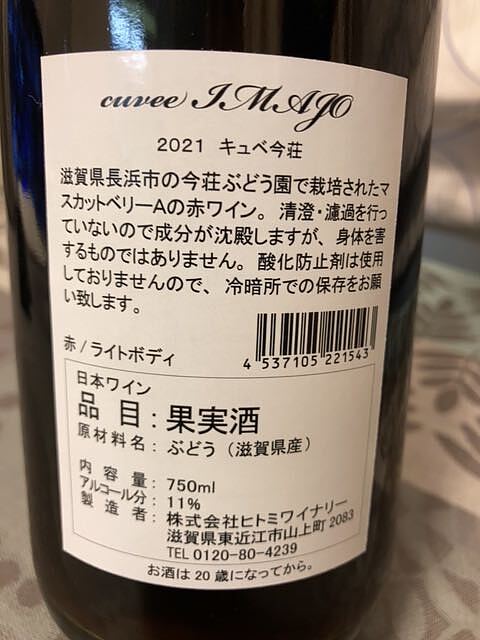 cuvee IMAJO
2021 キュベ今荘
滋賀県長浜市の今荘ぶどう園で栽培されたマ
スカットベリーAの赤ワイン。清澄・濾過を行っ
ていないので成分が沈殿しますが、身体を害
するものではありません。酸化防止剤は使用
しておりませんので、冷暗所での保存をお願
い致します。
赤/ライトボディ
4 537105 221543
日本ワイン
品 目:果実酒
原材料名:ぶどう(滋賀県産)
内容量:750ml
アルコール分:11%
製造者:株式会社ヒトミワイナリー
滋賀県東近江市山上町2083
TEL 0120-80-4239
お酒は20歳になってから。